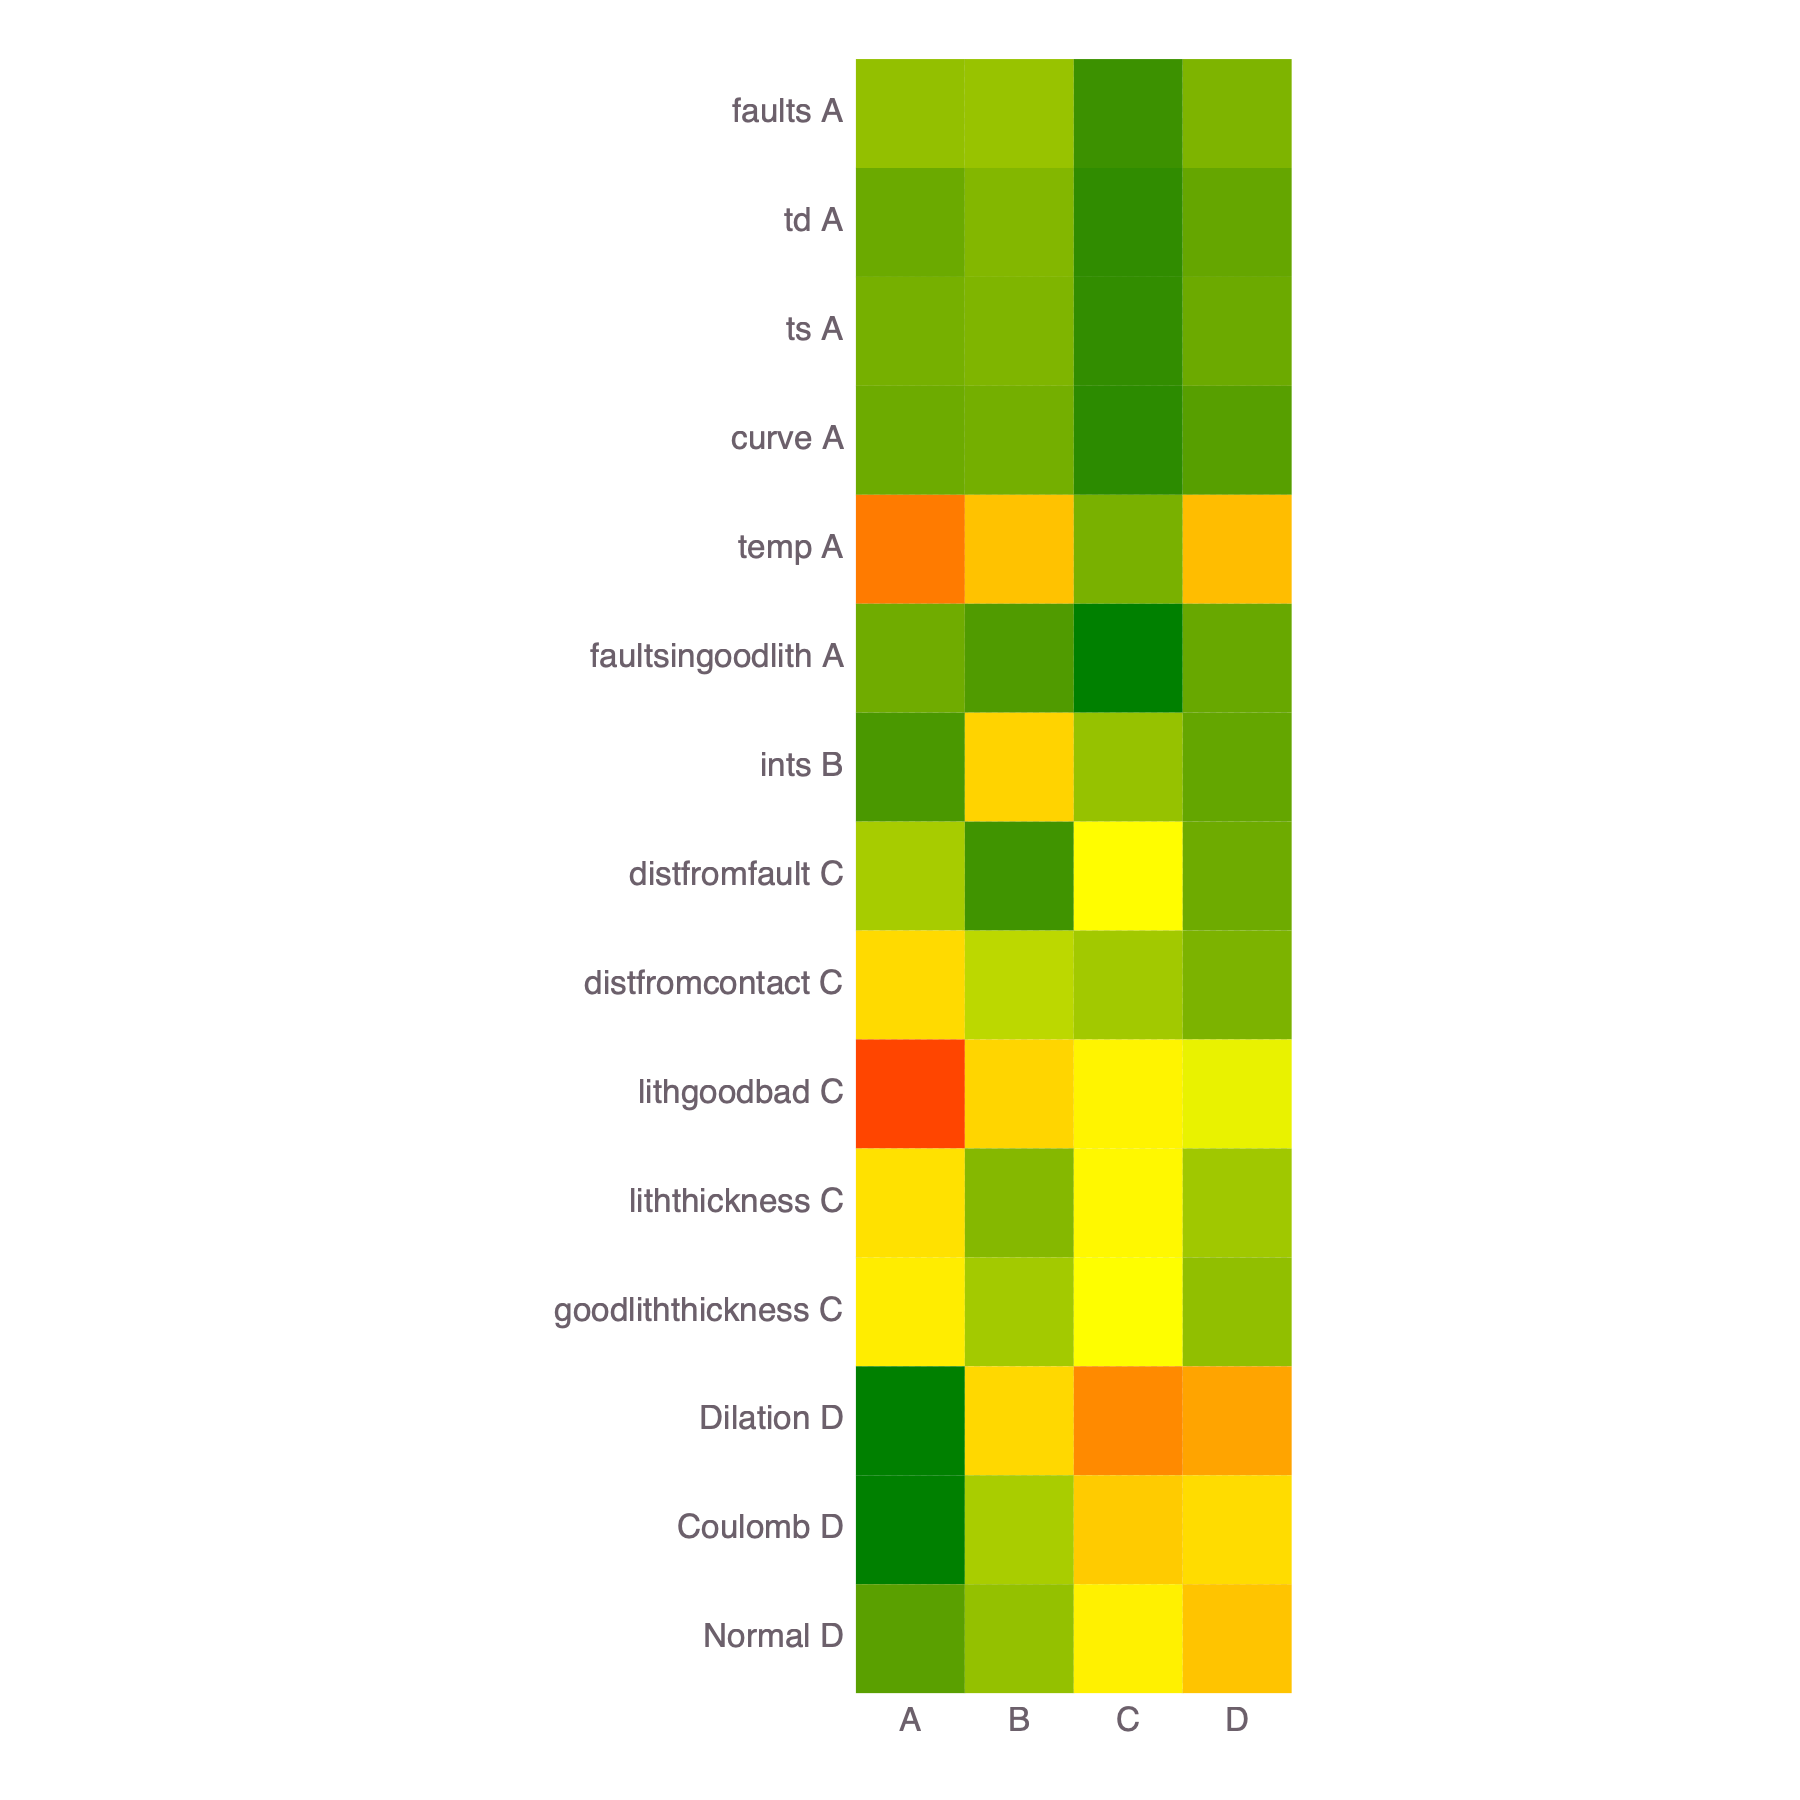 faults A
td A
ts A
curve A
temp A
faultsingoodlith A
ints B
distfromfault C
distfromcontact C
lithgoodbad C
liththickness C
goodliththickness C
Dilation D
Coulomb D
Normal D
A B C D